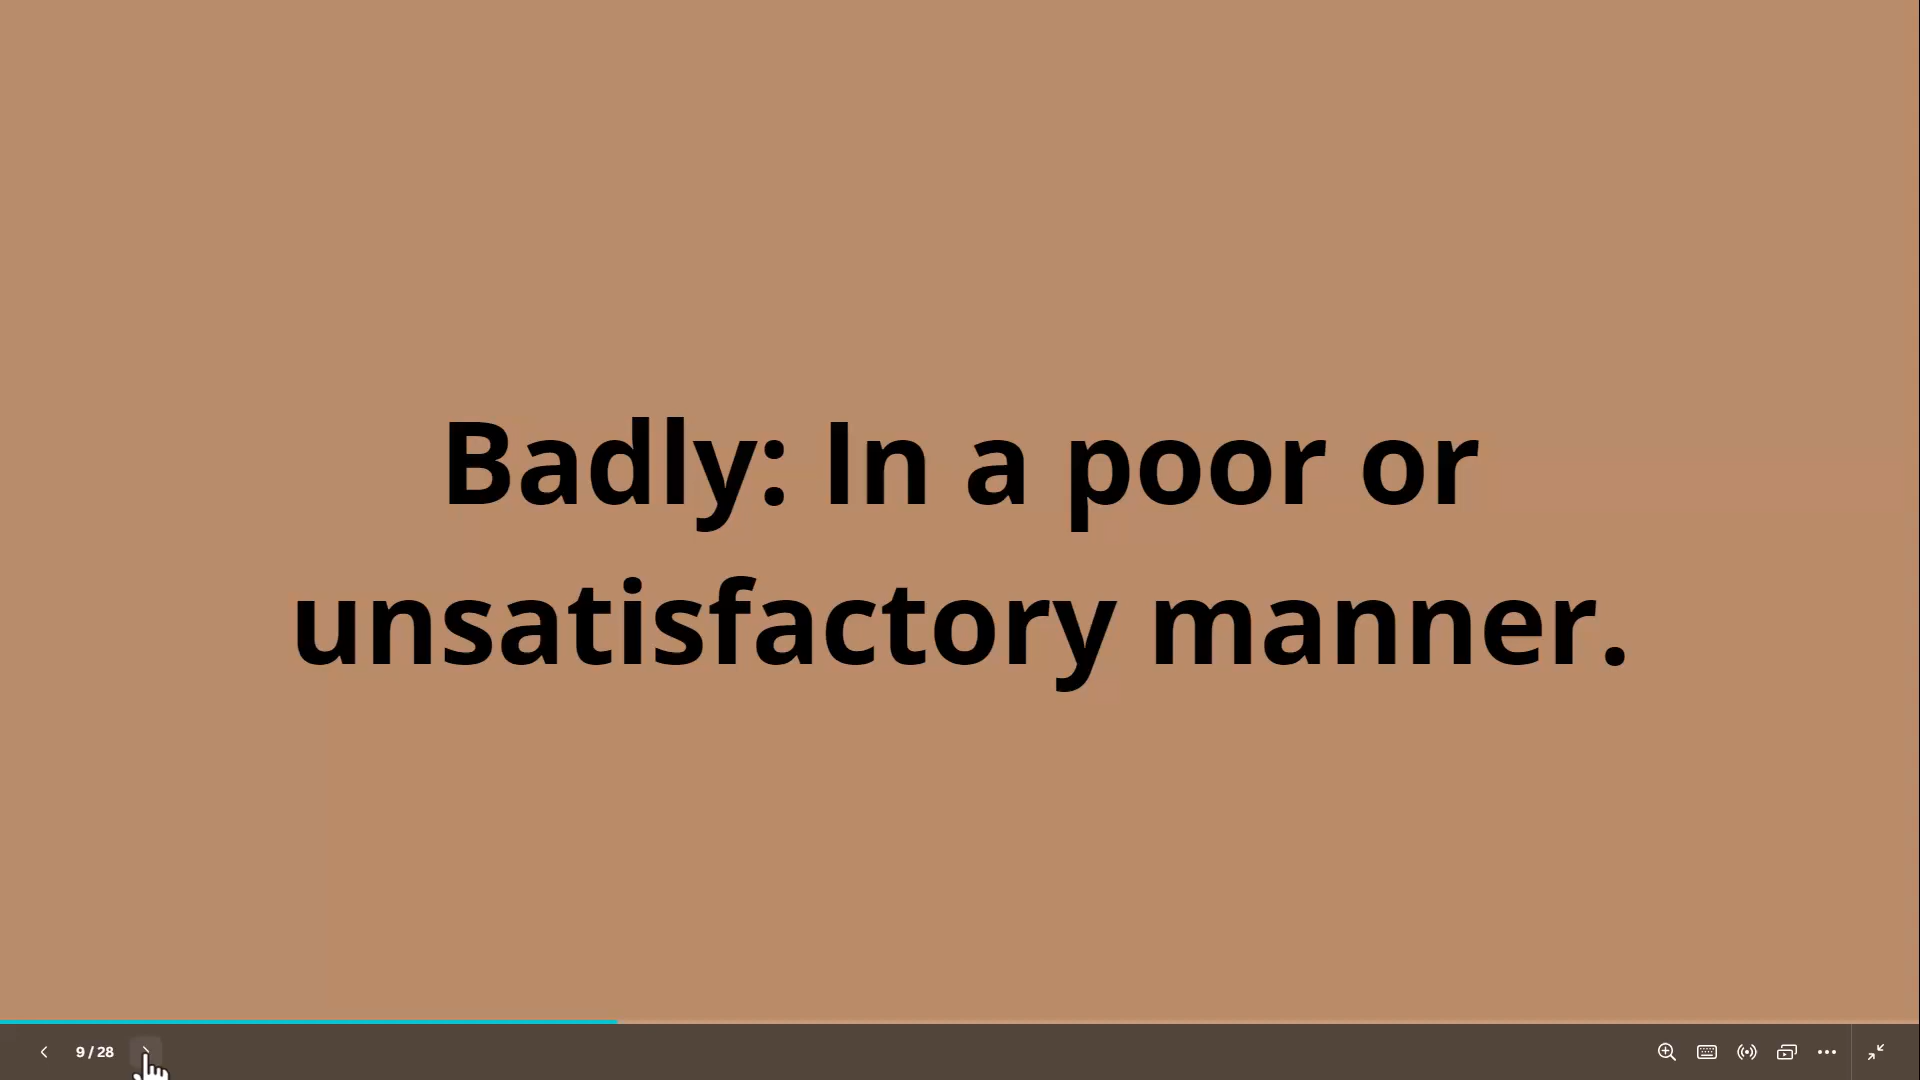 Badly: In a poor or
unsatisfactory manner.
9 / 28